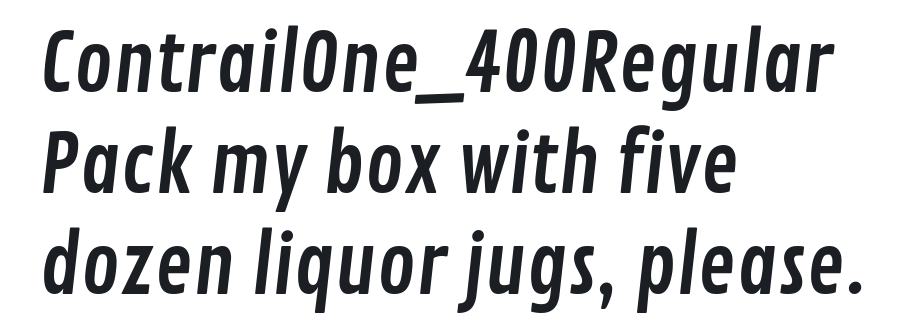 ContrailOne_400Regular
Pack my box with five
dozen liquor jugs, please.